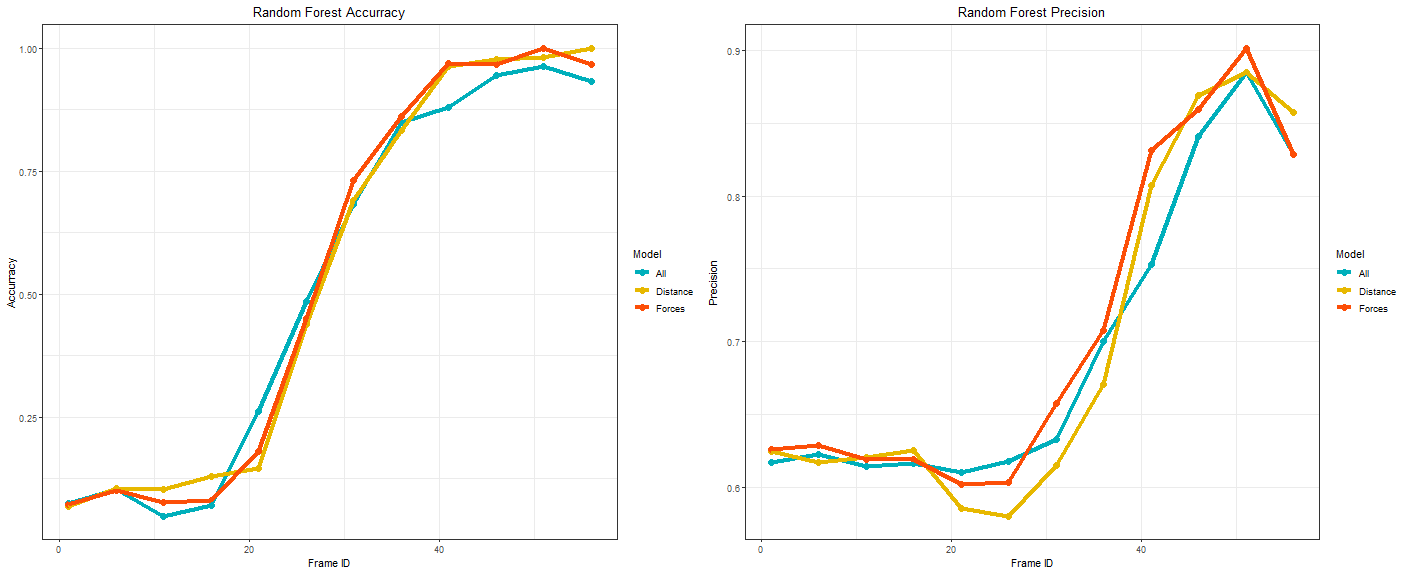 Random Forest Accurracy
1.00
0.75
0.50
0.25
Accurracy
0
20
40
Frame ID
Model
All
Distance
Forces
Random Forest Precision
0.9
0.8
0.7
0.6
Precision
0
20
40
Frame ID
Model
All
Distance
Forces